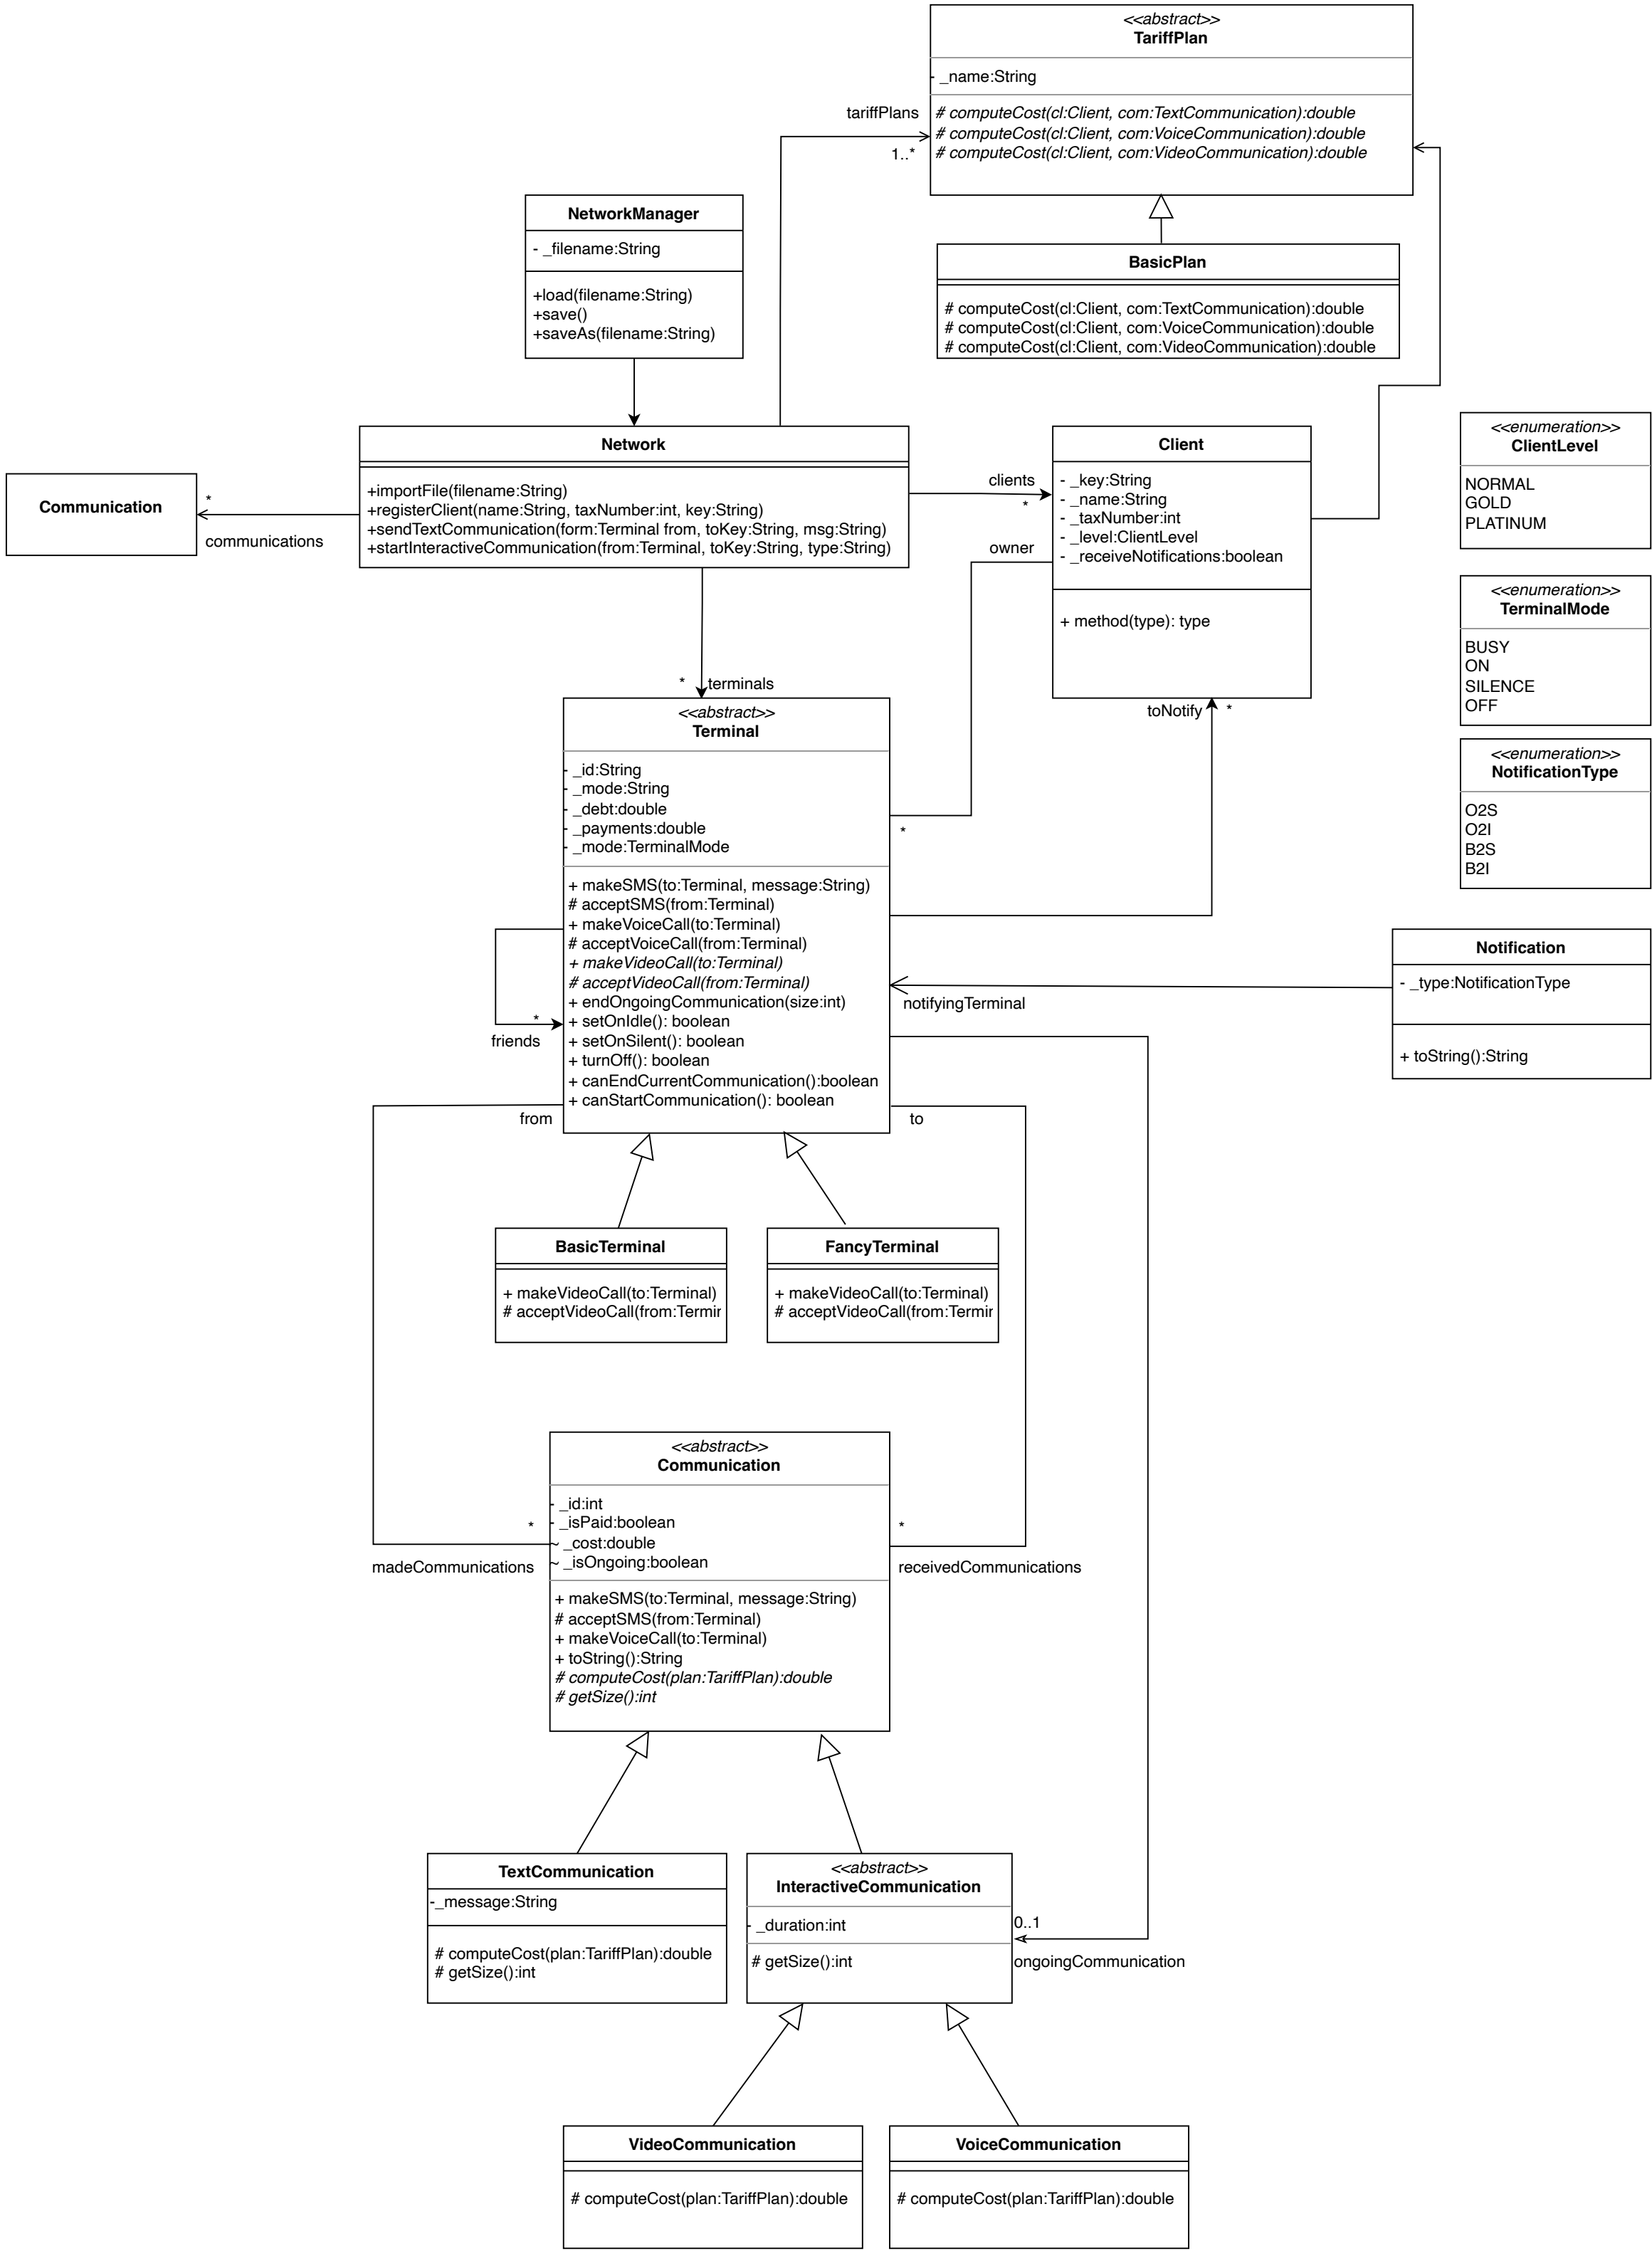 <<abstract>>
TariffPlan
- _name:String
# computeCost(cl:Client, com:TextCommunication):double
# computeCost(cl:Client, com:VoiceCommunication):double
# computeCost(cl:Client, com:VideoCommunication):double
tariffPlans
1..*
NetworkManager
- _filename:String
+load(filename:String)
+save()
+saveAs(filename:String)
BasicPlan
# computeCost(cl:Client, com:TextCommunication):double
# computeCost(cl:Client, com:VoiceCommunication):double
# computeCost(cl:Client, com:VideoCommunication):double
Communication
*
communications
Network
+importFile(filename:String)
+registerClient(name:String, taxNumber:int, key:String)
+sendTextCommunication(form:Terminal from, toKey:String, msg:String)
+startInteractiveCommunication(from:Terminal, toKey:String, type:String)
clients
*
owner
Client
- _key:String
- _name:String
- _taxNumber:int
- _level:ClientLevel
- _receiveNotifications:boolean
+ method(type): type
<<enumeration>>
ClientLevel
NORMAL
GOLD
PLATINUM
<<enumeration>>
TerminalMode
BUSY
ON
SILENCE
OFF
<<enumeration>>
NotificationType
O2S
O2I
B2S
B2I
* terminals
toNotify *
<<abstract>>
Terminal
- _id:String
- _mode:String
- _debt:double
- _payments:double
- _mode:TerminalMode
*
+ makeSMS(to:Terminal, message:String)
# acceptSMS(from:Terminal)
+ makeVoiceCall(to:Terminal)
# acceptVoiceCall(from:Terminal)
+ makeVideoCall(to:Terminal)
# acceptVideoCall(from:Terminal)
+ endOngoingCommunication(size:int)
+ setOnIdle(): boolean
+ setOnSilent(): boolean
+ turnOff(): boolean
+ canEndCurrentCommunication():boolean
+ canStartCommunication(): boolean
*
friends
notifyingTerminal
Notification
- _type:NotificationType
+ toString():String
from
to
BasicTerminal
+ makeVideoCall(to:Terminal)
# acceptVideoCall(from:Termir
FancyTerminal
+ makeVideoCall(to:Terminal)
# acceptVideoCall(from:Termir
<<abstract>>
Communication
- _id:int
- _isPaid:boolean
~ _cost:double
~ _isOngoing:boolean
*
madeCommunications
*
receivedCommunications
+ makeSMS(to:Terminal, message:String)
# acceptSMS(from:Terminal)
+ makeVoiceCall(to:Terminal)
+ toString():String
# computeCost(plan:TariffPlan):double
# getSize():int
TextCommunication
-_message:String
# computeCost(plan:TariffPlan):double
# getSize():int
<<abstract>>
InteractiveCommunication
- _duration:int
# getSize():int
0..1
ongoingCommunication
VideoCommunication
# computeCost(plan:TariffPlan):double
VoiceCommunication
# computeCost(plan:TariffPlan):double